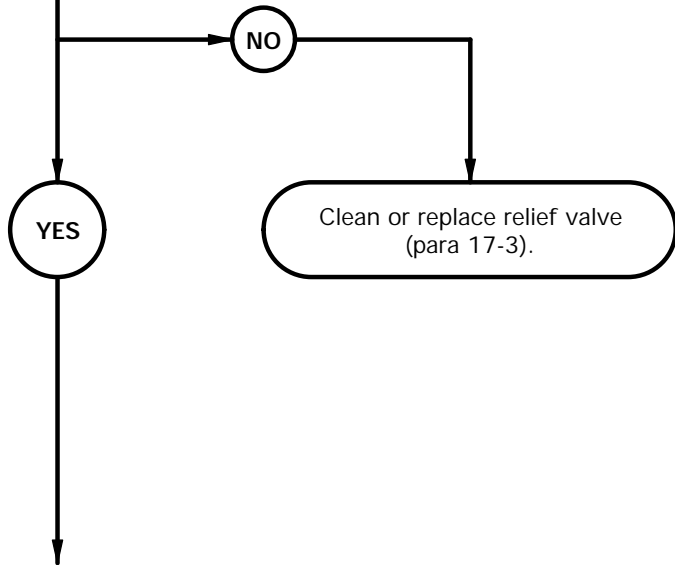 NO
YES
Clean or replace relief valve
(para 17-3).